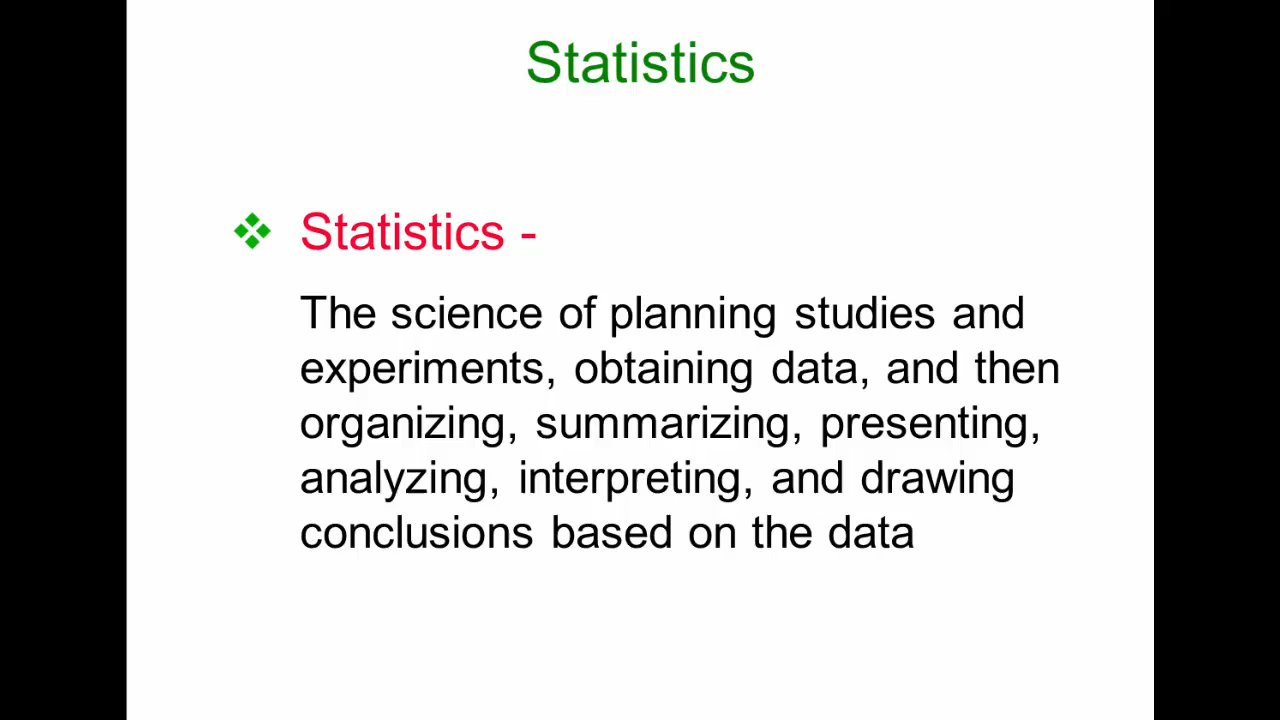 Statistics
Statistics -
The science of planning studies and
experiments, obtaining data, and then
organizing, summarizing, presenting,
analyzing, interpreting, and drawing
conclusions based on the data